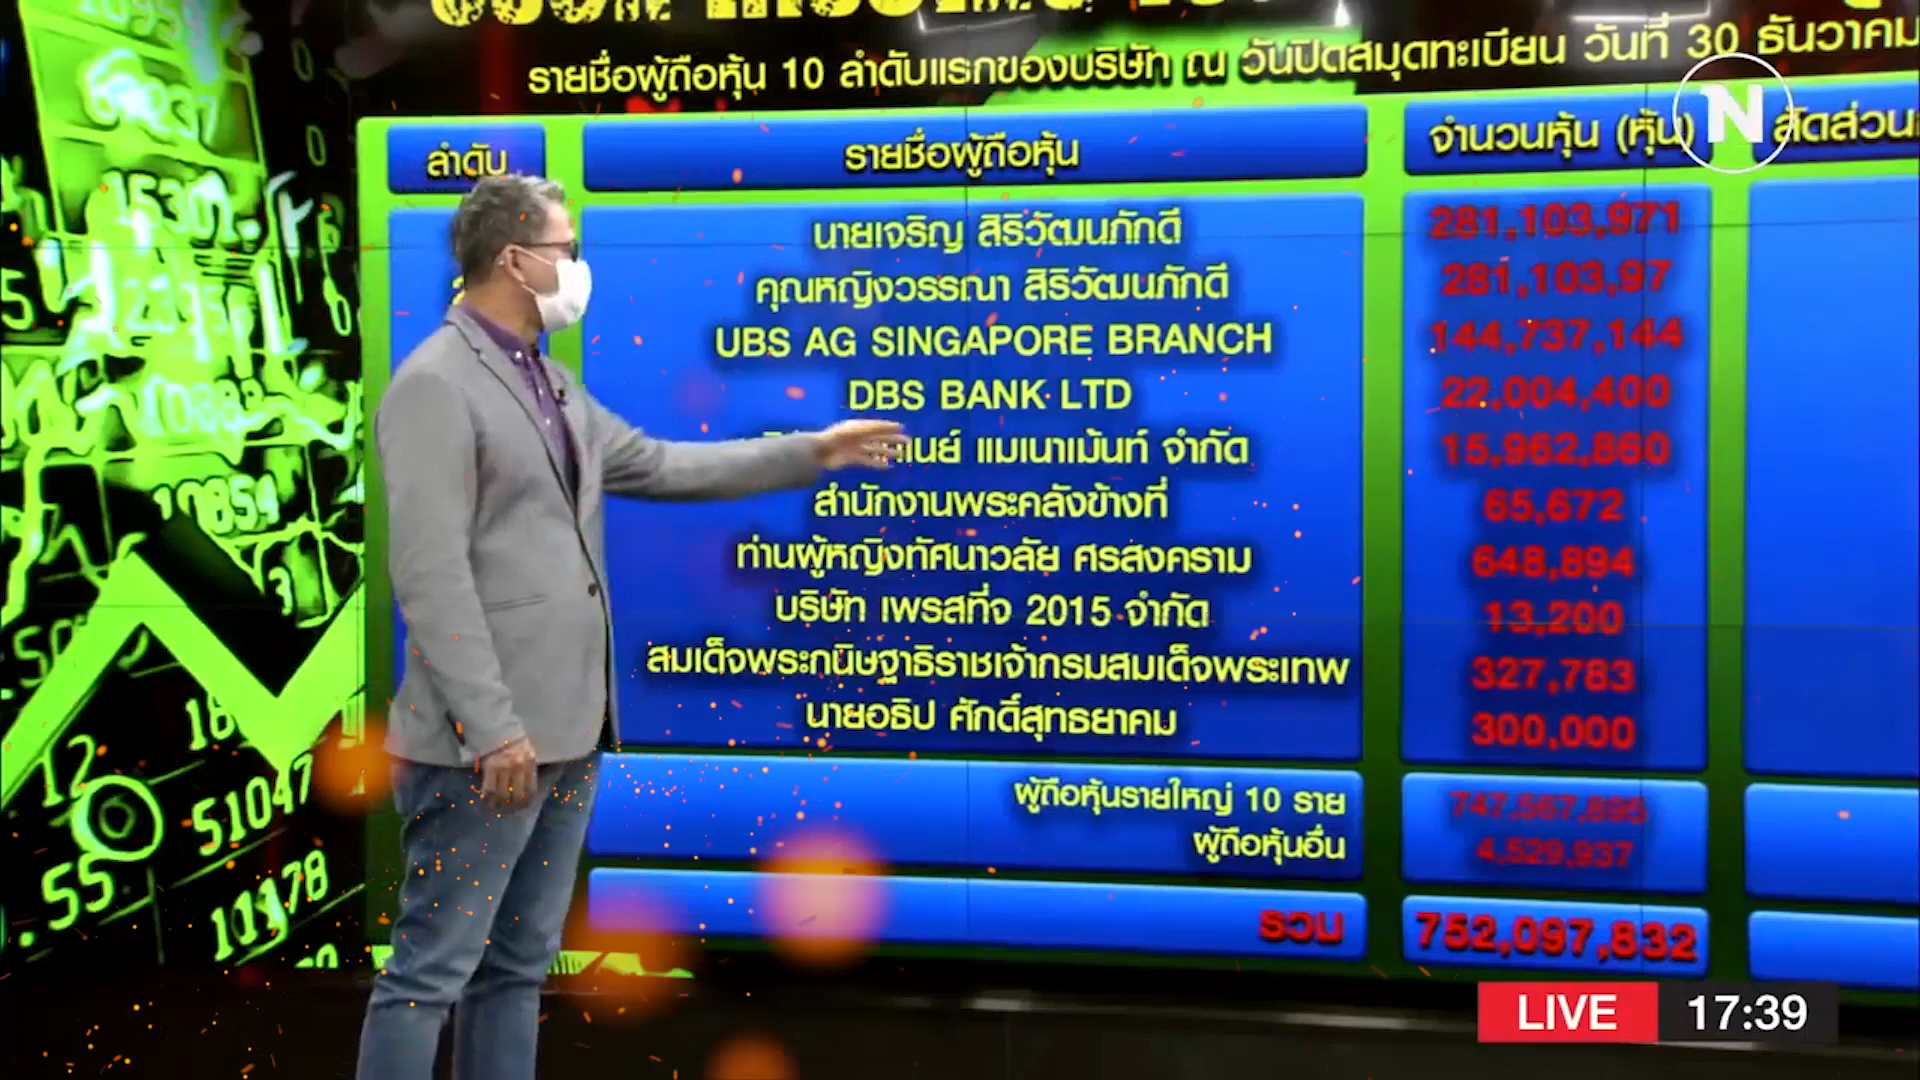 รายชื่อผู้ถือหุ้น 10 ลำดับแรกของบริษัท ณ วันปิดสมุดทะเบียน วันที่ 30 ธันวาคม
ลำดับ รายชื่อผู้ถือหุ้น จำนวนหุ้น (หุ้น) สัดส่วน
N
นายเจริญ สิริวัฒนภักดี 281,103,971
คุณหญิงวรรณา สิริวัฒนภักดี 281,103,97
UBS AG SINGAPORE BRANCH 144,737,144
DBS BANK LTD 22,004,400
แมเนาเม้นท์ จำกัด 15,962,860
สำนักงานพระคลังข้างที่ 65,672
ท่านผู้หญิงทัศนาวลัย ศรสงคราม 648,894
บริษัท เพรสทีจ 2015 จำกัด 13,200
สมเด็จพระกนิษฐาธิราชเจ้ากรมสมเด็จพระเทพ 327,783
นายอธิป ศักดิ์สุทธยาคม 300,000
ผู้ถือหุ้นรายใหญ่ 10 ราย 747,567,895
ผู้ถือหุ้นอื่น 4,529,937
รวม 752,097,832
15301
10854
12
51047
.55
11178
LIVE 17:39